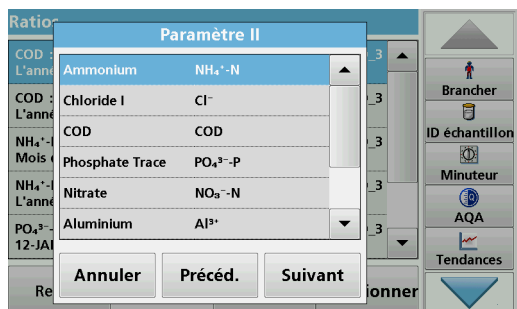 Ratios
Paramètre II
COD :
L'anné
COD :
L'anné
NH₄⁺-
Mois
NH₄⁺-
L'anné
PO₄³⁻-
12-JAI
_3
_3
_3
_3
_3
Ammonium NH₄⁺-N
Chloride I Cl⁻
COD COD
Phosphate Trace PO₄³⁻-P
Nitrate NO₃⁻-N
Aluminium Al³⁺
Annuler Précéd. Suivant
Re
ionner
Brancher
ID échantillon
Minuteur
AQA
Tendances